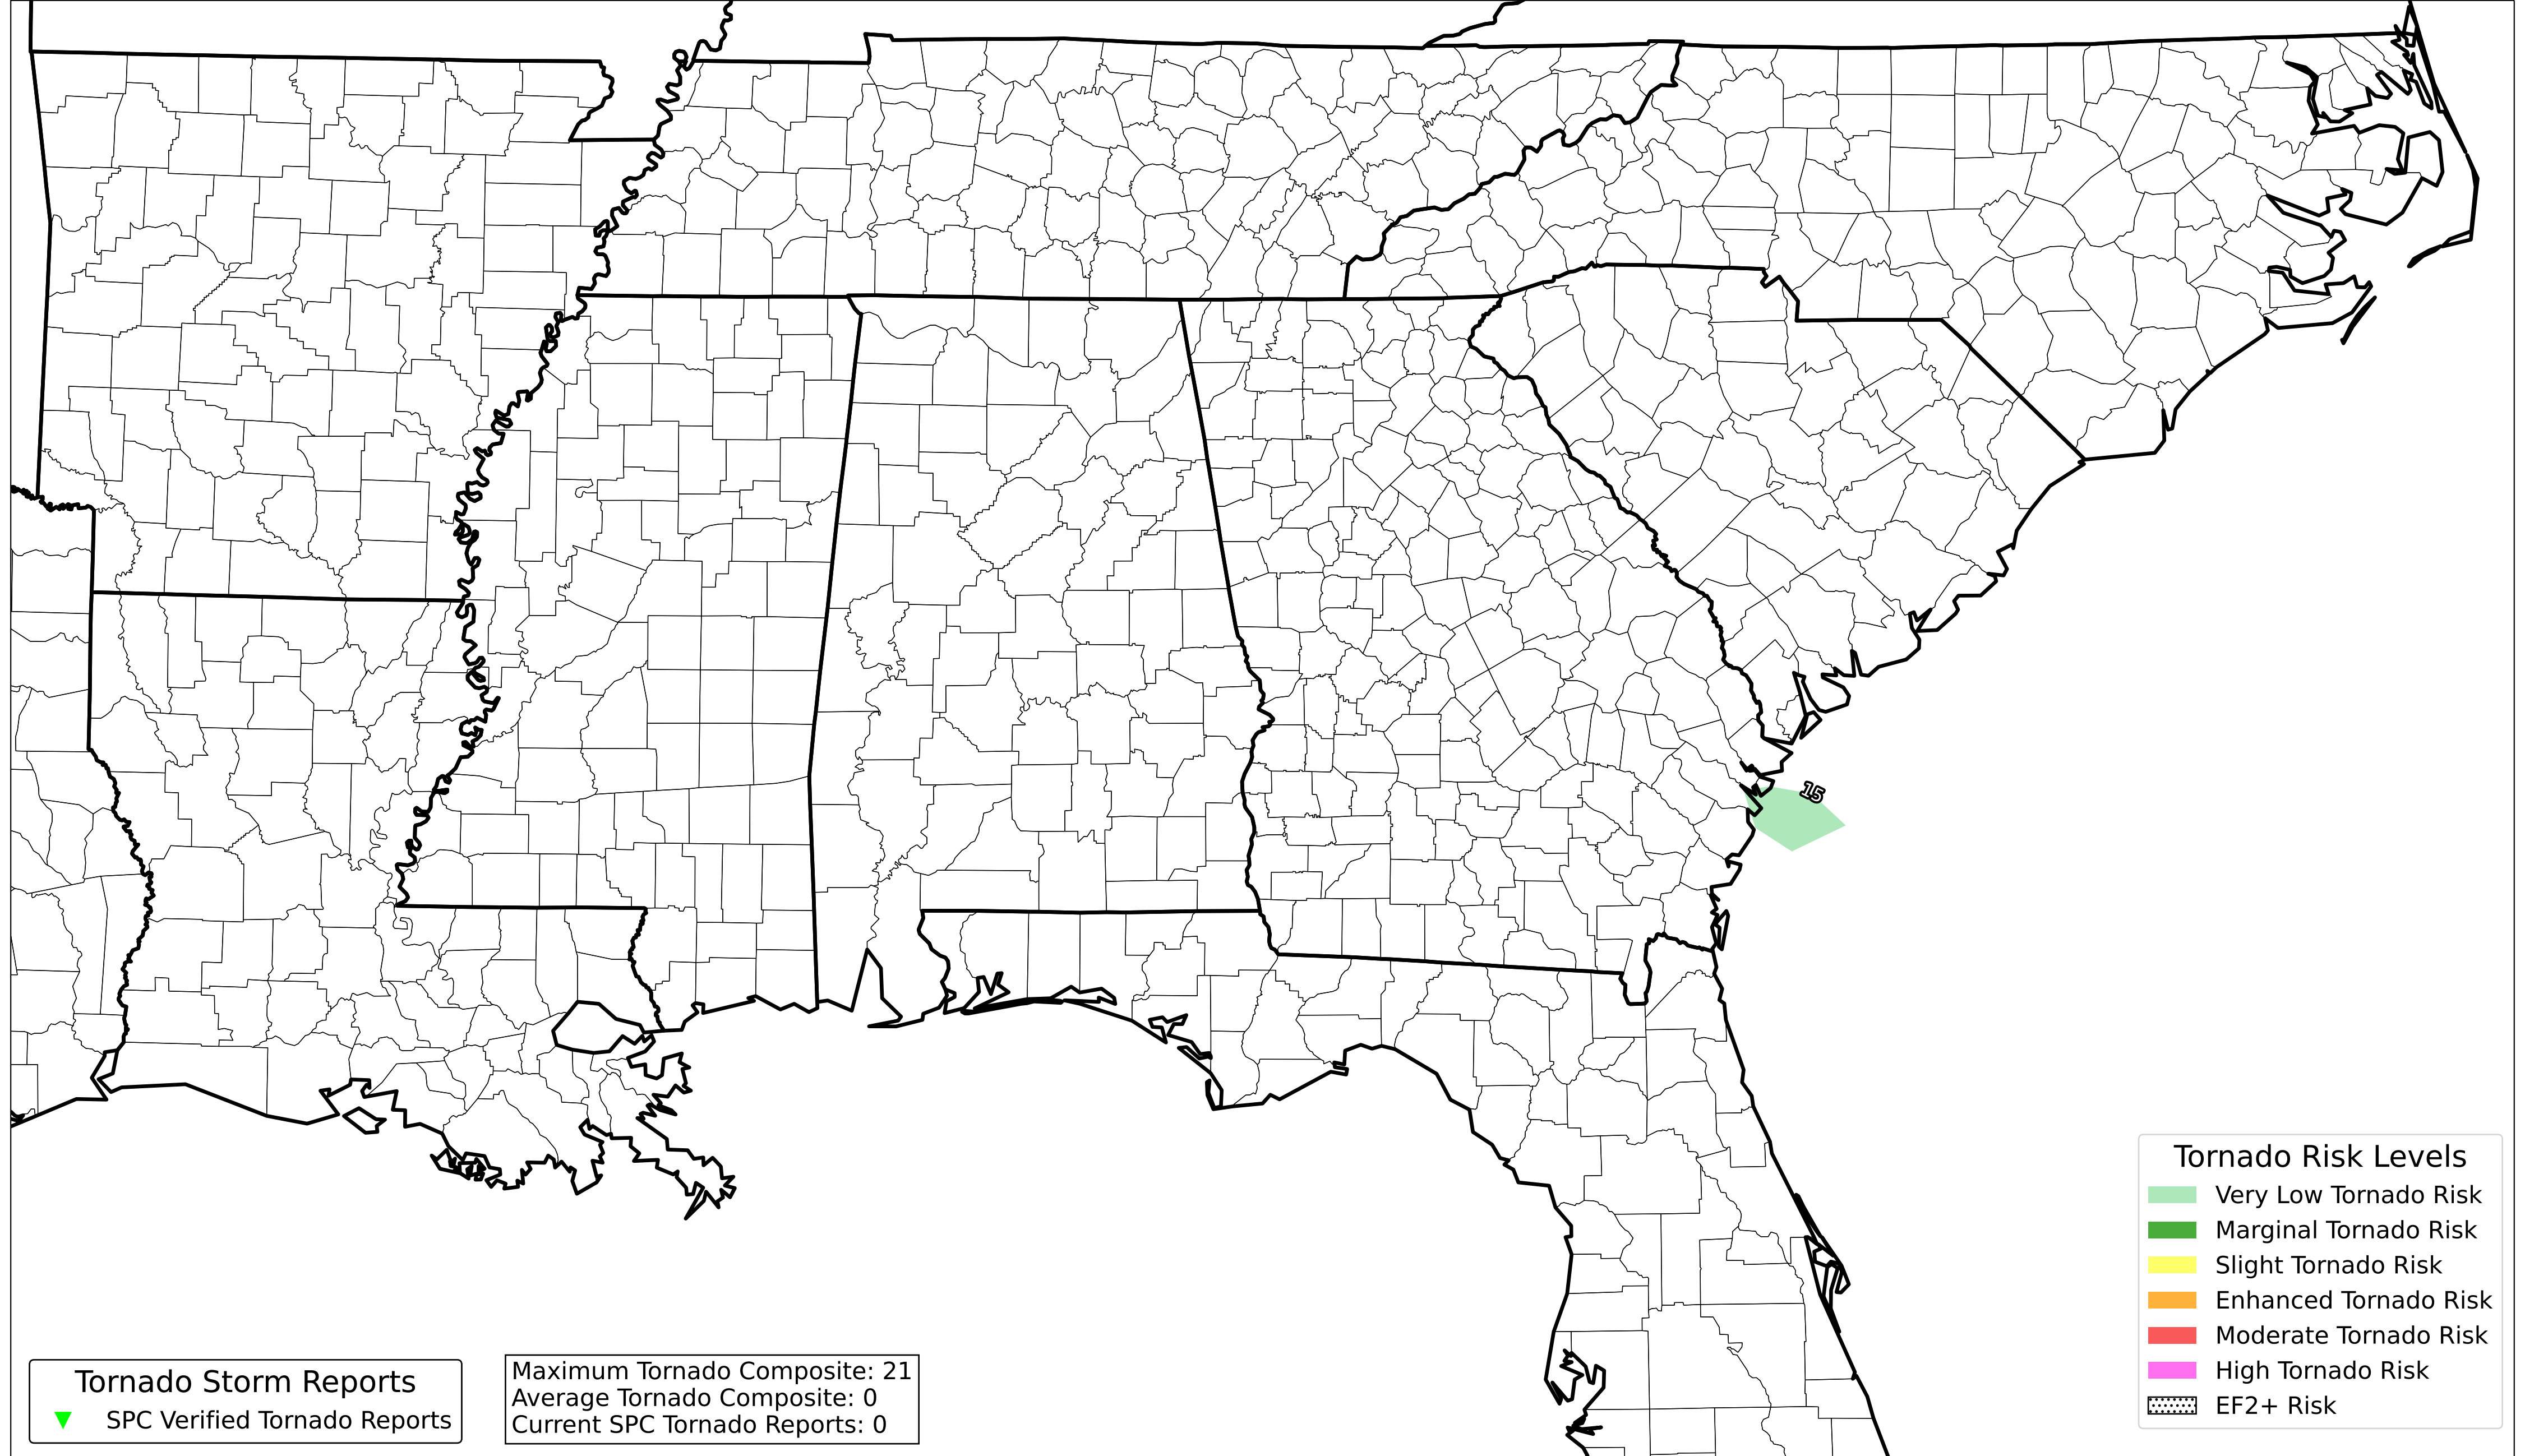 15
Tornado Risk Levels
Very Low Tornado Risk
Marginal Tornado Risk
Slight Tornado Risk
Enhanced Tornado Risk
Moderate Tornado Risk
High Tornado Risk
EF2+ Risk
Tornado Storm Reports
SPC Verified Tornado Reports
Maximum Tornado Composite: 21
Average Tornado Composite: 0
Current SPC Tornado Reports: 0